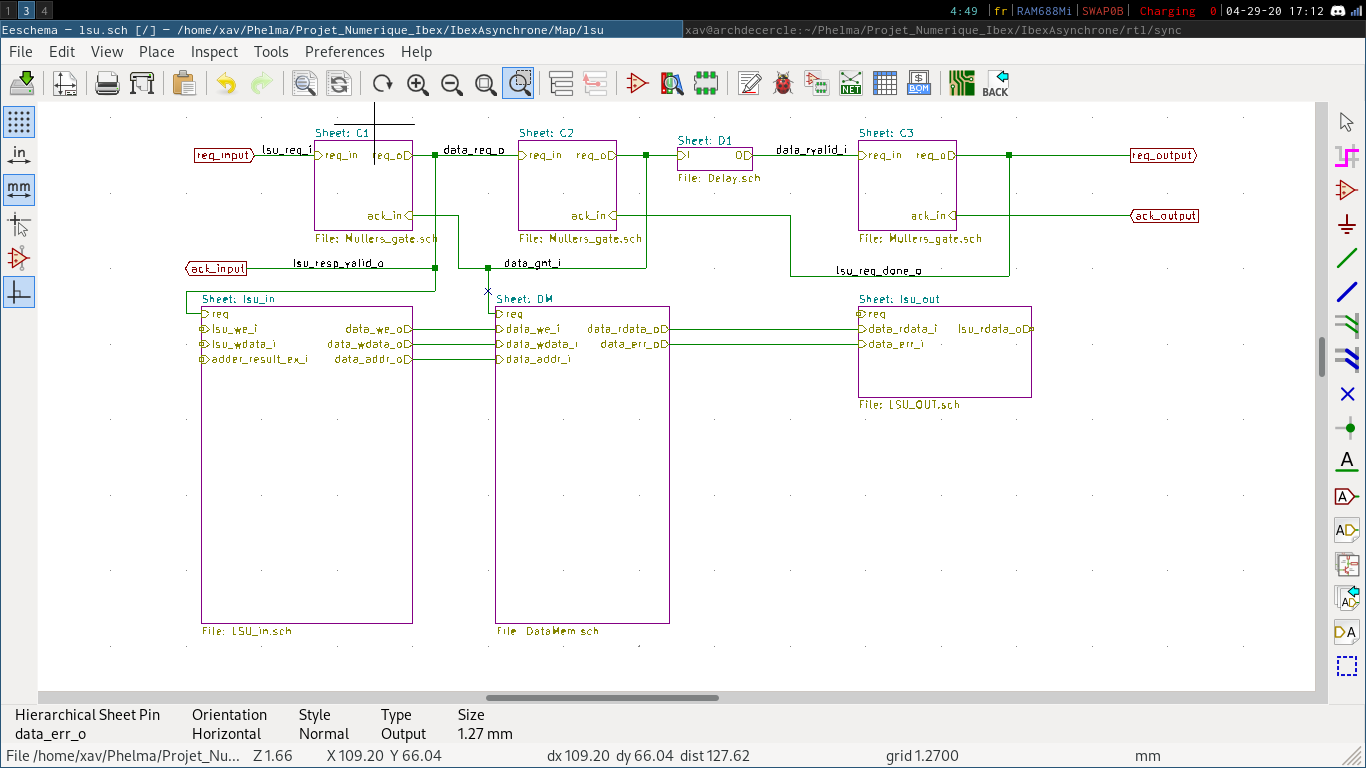 1 3 4 4:49 fr RAM688Mi SWAP0B Charging 0 04-29-20 17:12
Eeschema — lsu.sch [/] — /home/xav/Phelma/Projet_Numerique_Ibex/IbexAsynchrone/Map/lsu xav@archdecercle:~/Phelma/Projet_Numerique_Ibex/IbexAsynchrone/rtl/sync
File Edit View Place Inspect Tools Preferences Help
NET BOM BACK
in
mm
A
A
AD
A
A
Sheet: C1 Sheet: C2 Sheet: D1 Sheet: C3
req_input lsu_req_i req_in req_o data_req_o req_in req_o I O data_rvalid_i req_in req_o req_output
File: Delay.sch
ack_in ack_in ack_in ack_output
File: Mullers_gate.sch File: Mullers_gate.sch File: Mullers_gate.sch
ack_input lsu_resp_valid_o data_gnt_i lsu_req_done_o
Sheet: lsu_in Sheet: DM Sheet: lsu_out
req req req
lsu_we_i data_we_o data_we_i data_rdata_o data_rdata_i lsu_rdata_o
lsu_wdata_i data_wdata_o data_wdata_i data_err_o data_err_i
adder_result_ex_i data_addr_o data_addr_i
File: LSU_OUT.sch
File: LSU_in.sch File DataMem sch
Hierarchical Sheet Pin Orientation Style Type Size
data_err_o Horizontal Normal Output 1.27 mm
File /home/xav/Phelma/Projet_Nu... Z 1.66 X 109.20 Y 66.04 dx 109.20 dy 66.04 dist 127.62 grid 1.2700 mm